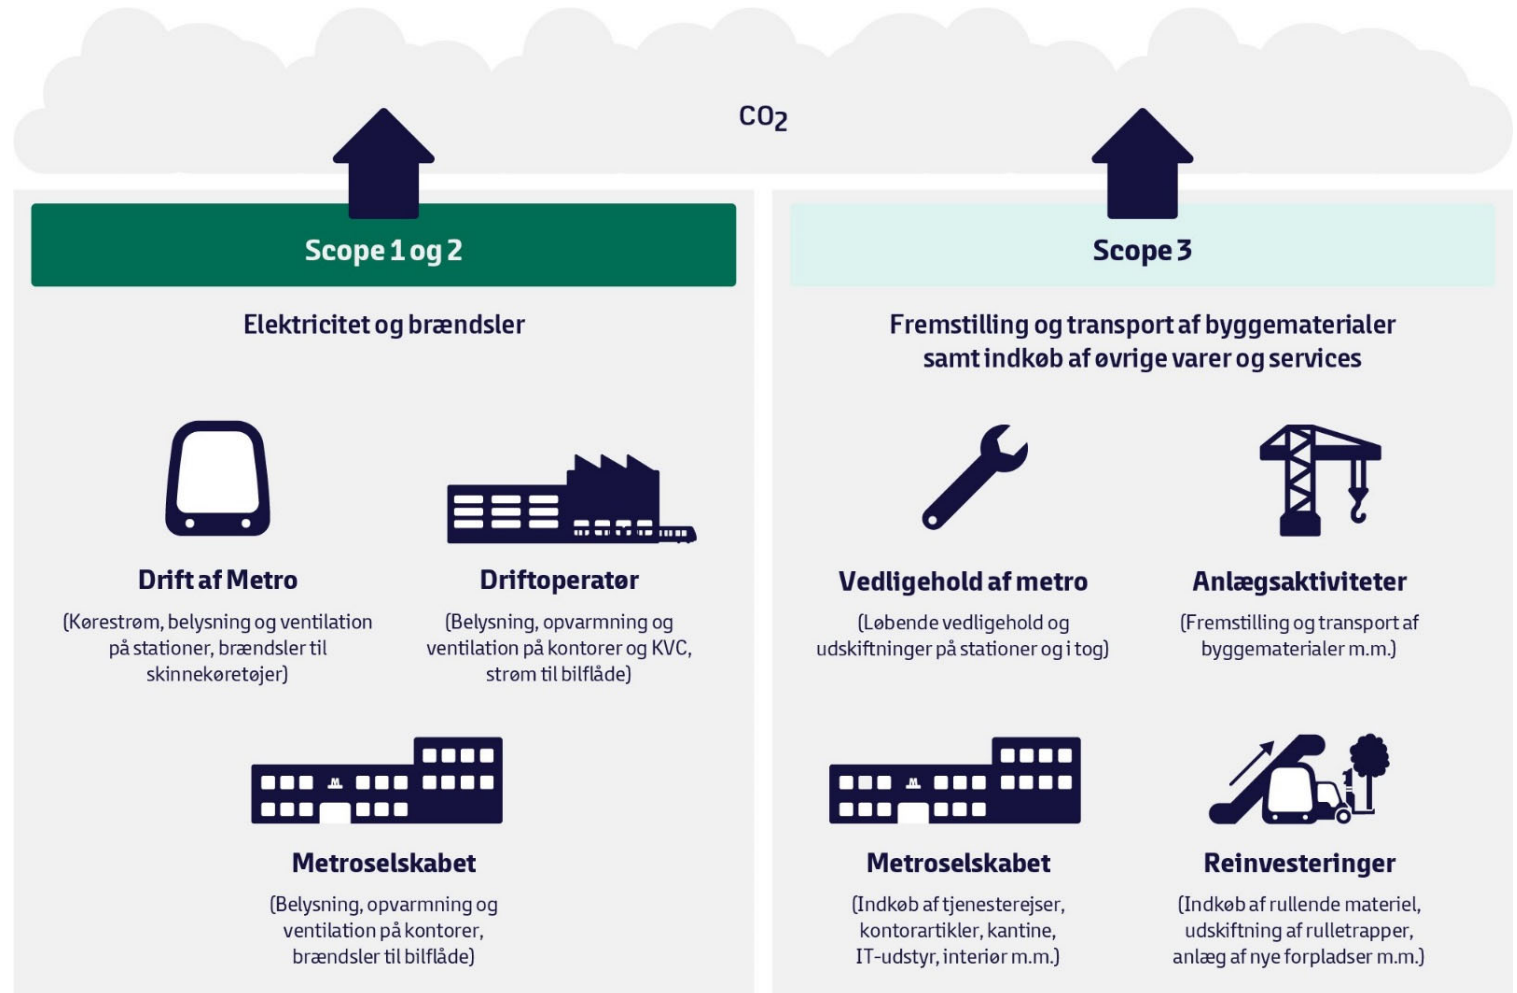 CO₂
Scope 1 og 2
Elektricitet og brændsler
Drift af Metro
(Kørestrøm, belysning og ventilation
på stationer, brændsler til
skinnekøretøjer)
Driftoperatør
(Belysning, opvarmning og
ventilation på kontorer og KVC,
strøm til bilflåde)
M
Metroselskabet
(Belysning, opvarmning og
ventilation på kontorer,
brændsler til bilflåde)
Scope 3
Fremstilling og transport af byggematerialer
samt indkøb af øvrige varer og services
Vedligehold af metro
(Løbende vedligehold og
udskiftninger på stationer og i tog)
Anlægsaktiviteter
(Fremstilling og transport af
byggematerialer m.m.)
M
Metroselskabet
(Indkøb af tjenesterejser,
kontorartikler, kantine,
IT-udstyr, interiør m.m.)
Reinvesteringer
(Indkøb af rullende materiel,
udskiftning af rulletrapper,
anlæg af nye forpladser m.m.)